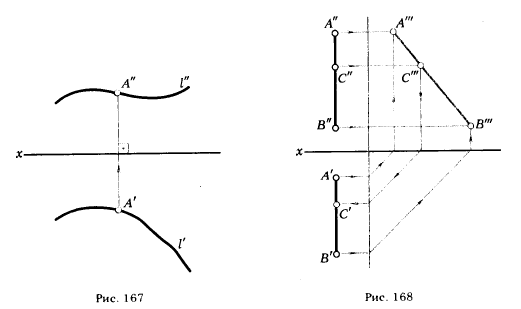 A″
l″
x
A′
l′
Рис. 167
A″ A‴
C″ C‴
B″ B‴
x
A′
C′
B′
Рис. 168